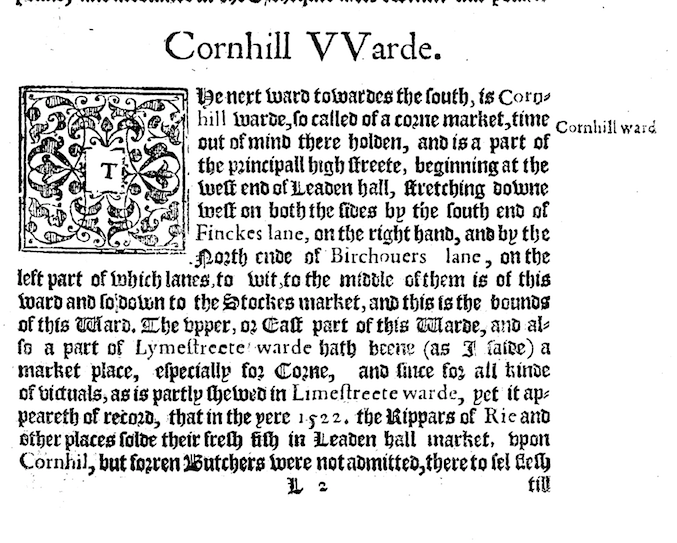 Cornhill VVarde.
THe next ward towardes the ſouth, is Corn-
hill warde, ſo called of a corne market, time
Cornhill ward
out of mind there holden, and is a part of
the principall high ſtreete, beginning at the
weſt end of Leaden hall, ſtretching downe
weſt on both the ſides by the ſouth end of
Finckes lane, on the right hand, and by the
North ende of Birchouers lane, on the
left part of which lanes, to wit, to the middle of them is of this
ward and ſo down to the Stockes market, and this is the bounds
of this Ward. The vpper, or Eaſt part of this Warde, and al-
ſo a part of Lymeſtreete warde hath beene (as I ſaide) a
market place, eſpecially for Corne, and ſince for all kinde
of victuals, as is partly ſhewed in Limeſtreete warde, yet it ap-
peareth of record, that in the yere 1522. the Rippars of Rie and
other places ſolde their freſh fiſh in Leaden hall market, vpon
Cornhil, but forren Butchers were not admitted, there to ſel fleſh
L 2 till